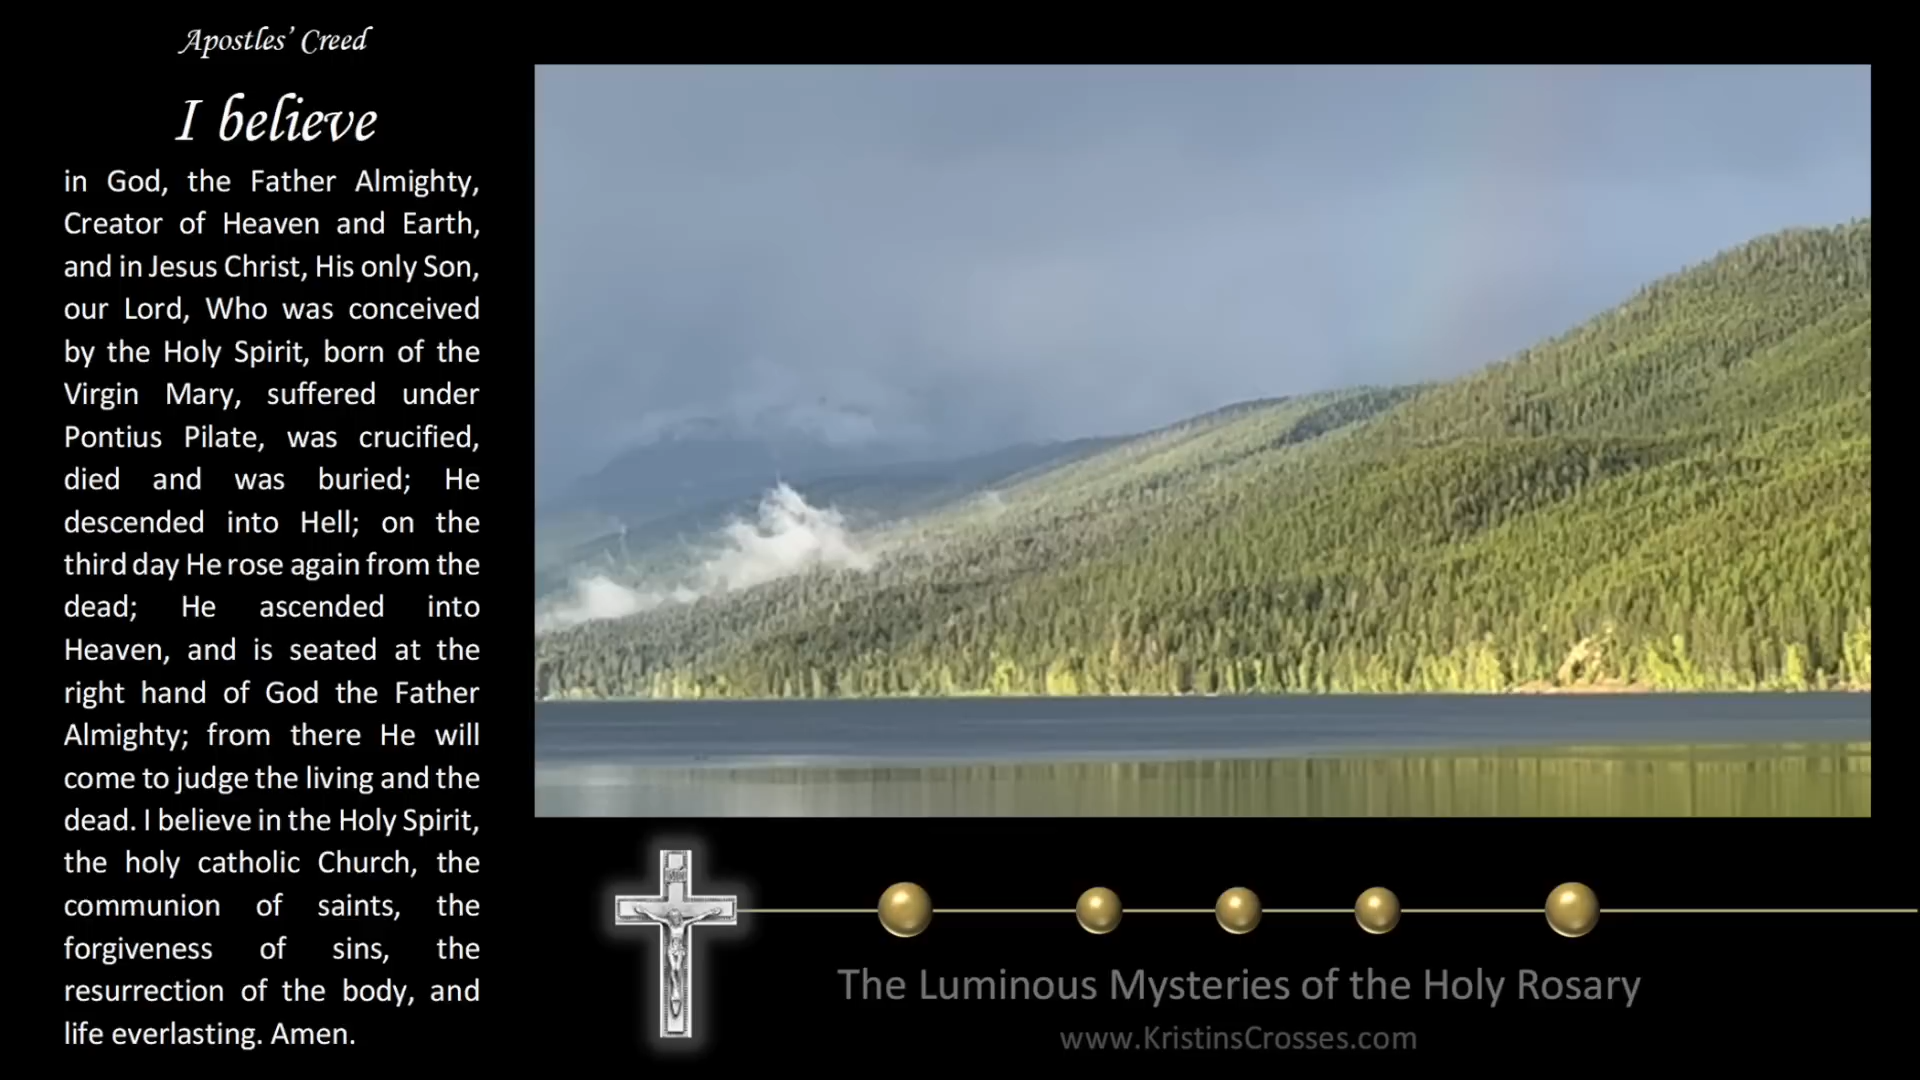 Apostles’ Creed
I believe
in God, the Father Almighty,
Creator of Heaven and Earth,
and in Jesus Christ, His only Son,
our Lord, Who was conceived
by the Holy Spirit, born of the
Virgin Mary, suffered under
Pontius Pilate, was crucified,
died and was buried; He
descended into Hell; on the
third day He rose again from the
dead; He ascended into
Heaven, and is seated at the
right hand of God the Father
Almighty; from there He will
come to judge the living and the
dead. I believe in the Holy Spirit,
the holy catholic Church, the
communion of saints, the
forgiveness of sins, the
resurrection of the body, and
life everlasting. Amen.
The Luminous Mysteries of the Holy Rosary
www.KristinsCrosses.com